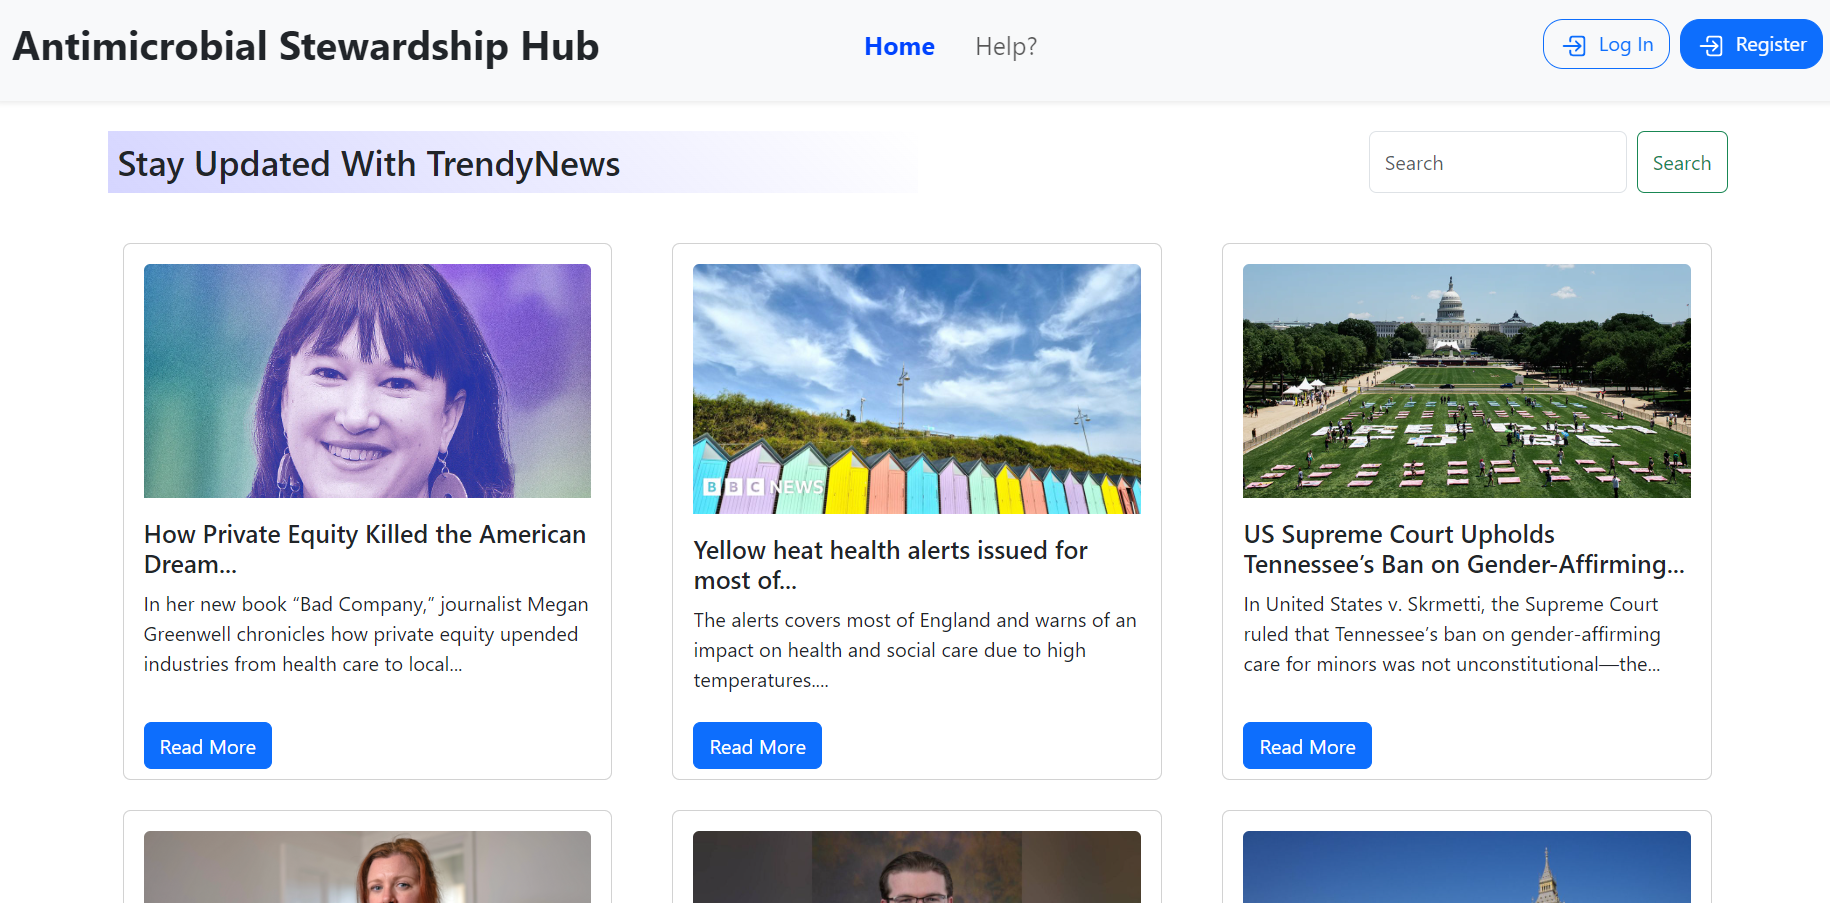 Antimicrobial Stewardship Hub
Home
Help?
Log In
Register
Stay Updated With TrendyNews
Search
Search
How Private Equity Killed the American
Dream...
In her new book “Bad Company,” journalist Megan
Greenwell chronicles how private equity upended
industries from health care to local...
Read More
BBC NEWS
Yellow heat health alerts issued for
most of...
The alerts covers most of England and warns of an
impact on health and social care due to high
temperatures....
Read More
US Supreme Court Upholds
Tennessee’s Ban on Gender-Affirming...
In United States v. Skrmetti, the Supreme Court
ruled that Tennessee’s ban on gender-affirming
care for minors was not unconstitutional—the...
Read More